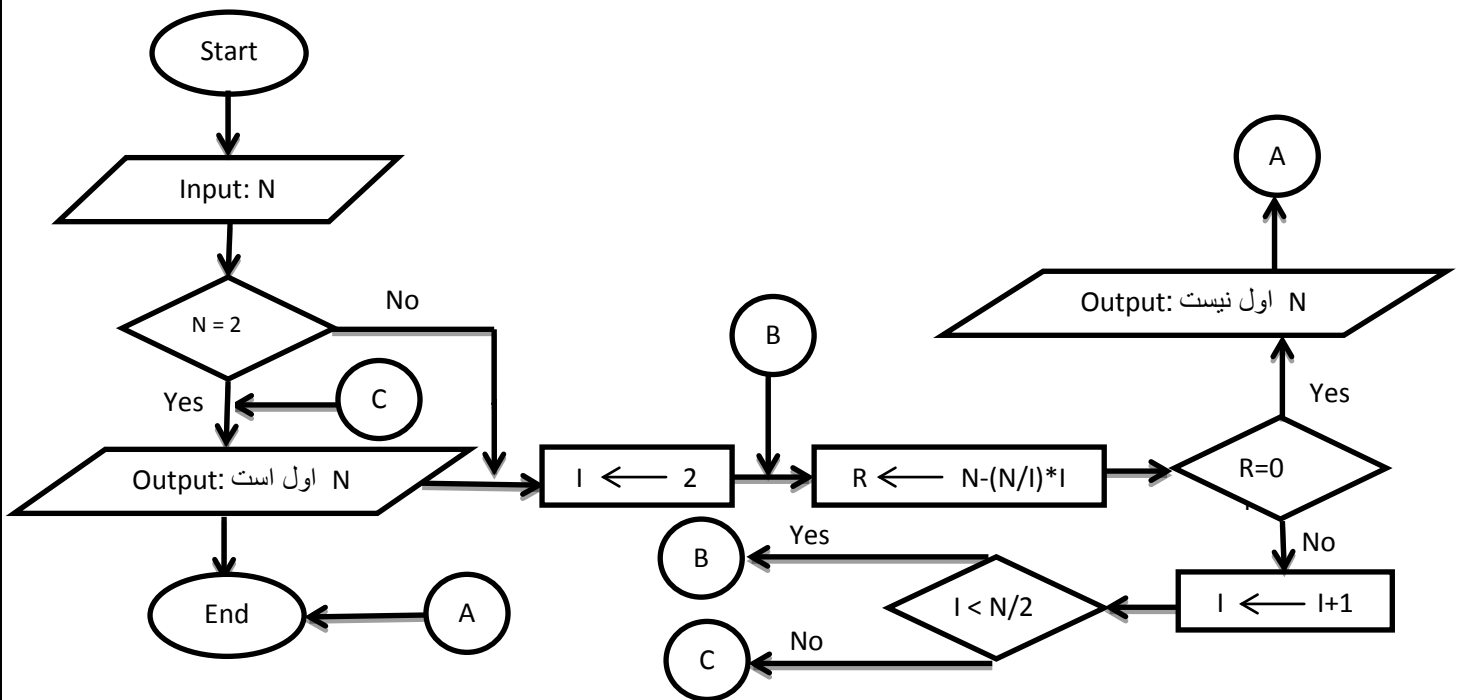 Start
Input: N
N = 2
No
Yes
C
Output: اول است N
End
A
I ← 2
B
R ← N-(N/I)*I
R=0
Yes
Output: اول نیست N
A
No
I ← I+1
I < N/2
Yes
B
No
C